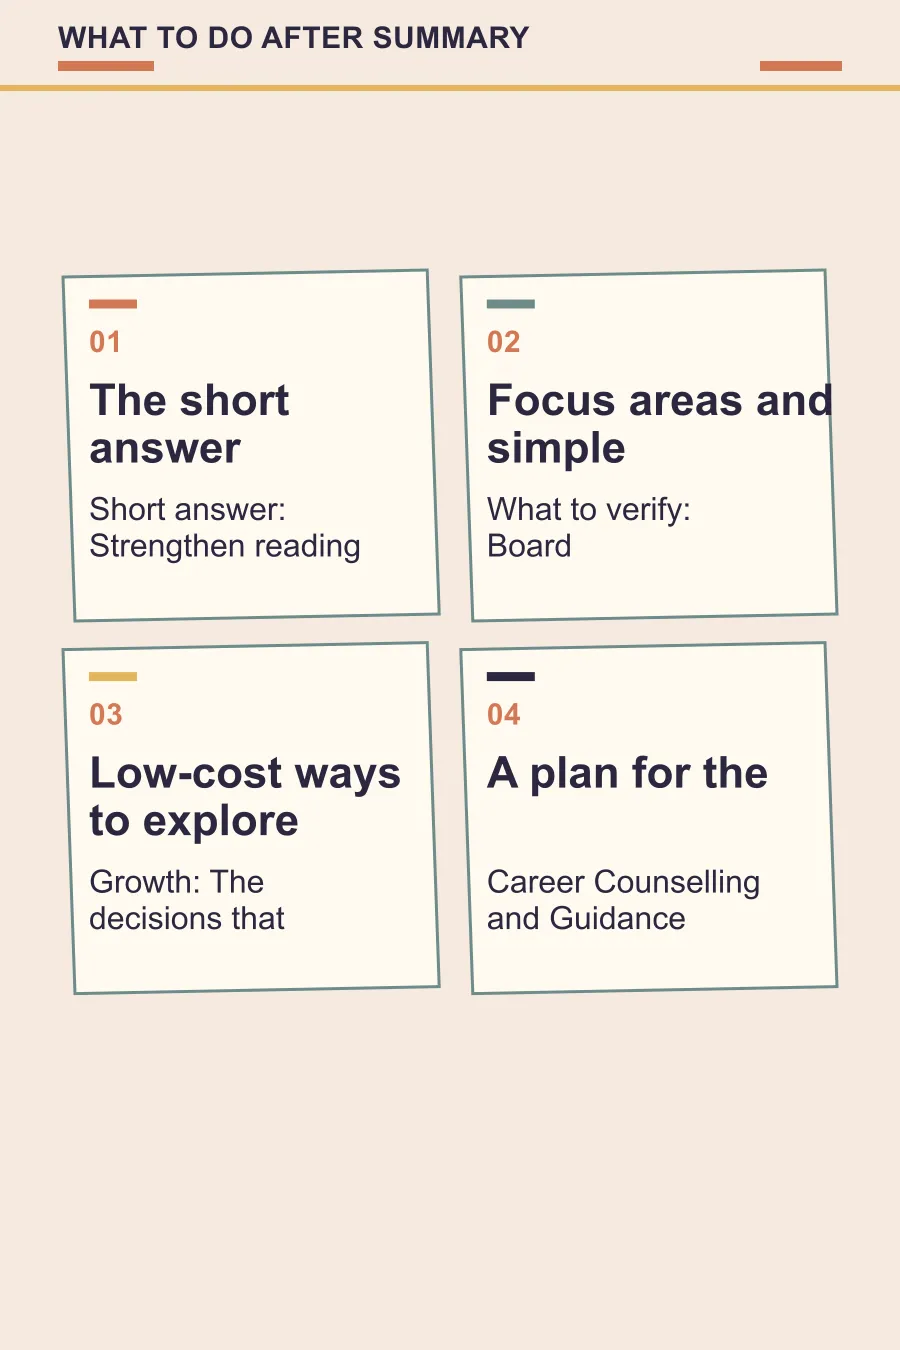 WHAT TO DO AFTER SUMMARY
01
The short
answer
Short answer:
Strengthen reading
02
Focus areas and
simple
What to verify:
Board
03
Low-cost ways
to explore
Growth: The
decisions that
04
A plan for the
Career Counselling
and Guidance